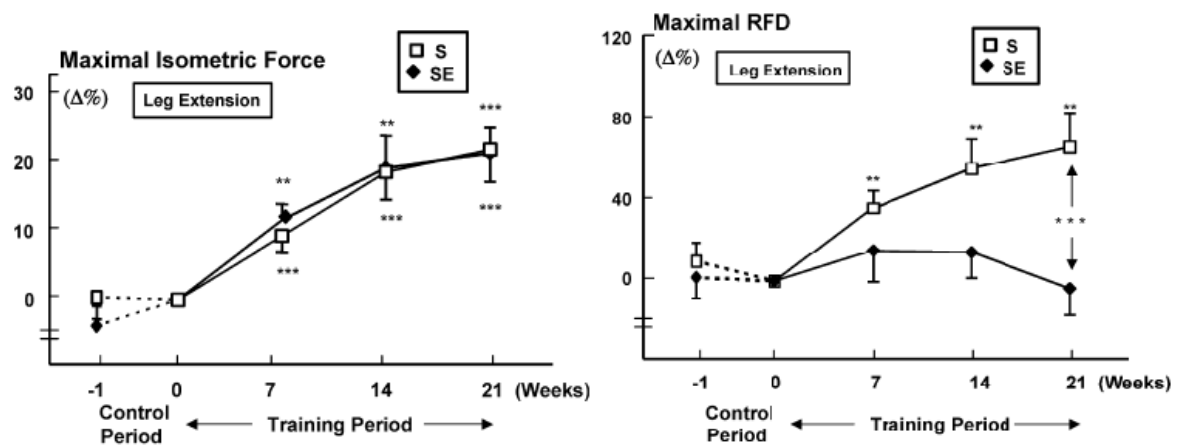 Maximal Isometric Force
(Δ%)
Leg Extension
S
SE
30
20
10
0
**
***
**
***
***
***
-1
0
7
14
21
(Weeks)
Control
Period
Training Period
Maximal RFD
(Δ%)
Leg Extension
S
SE
120
80
40
0
**
**
**
***
-1
0
7
14
21
(Weeks)
Control
Period
Training Period